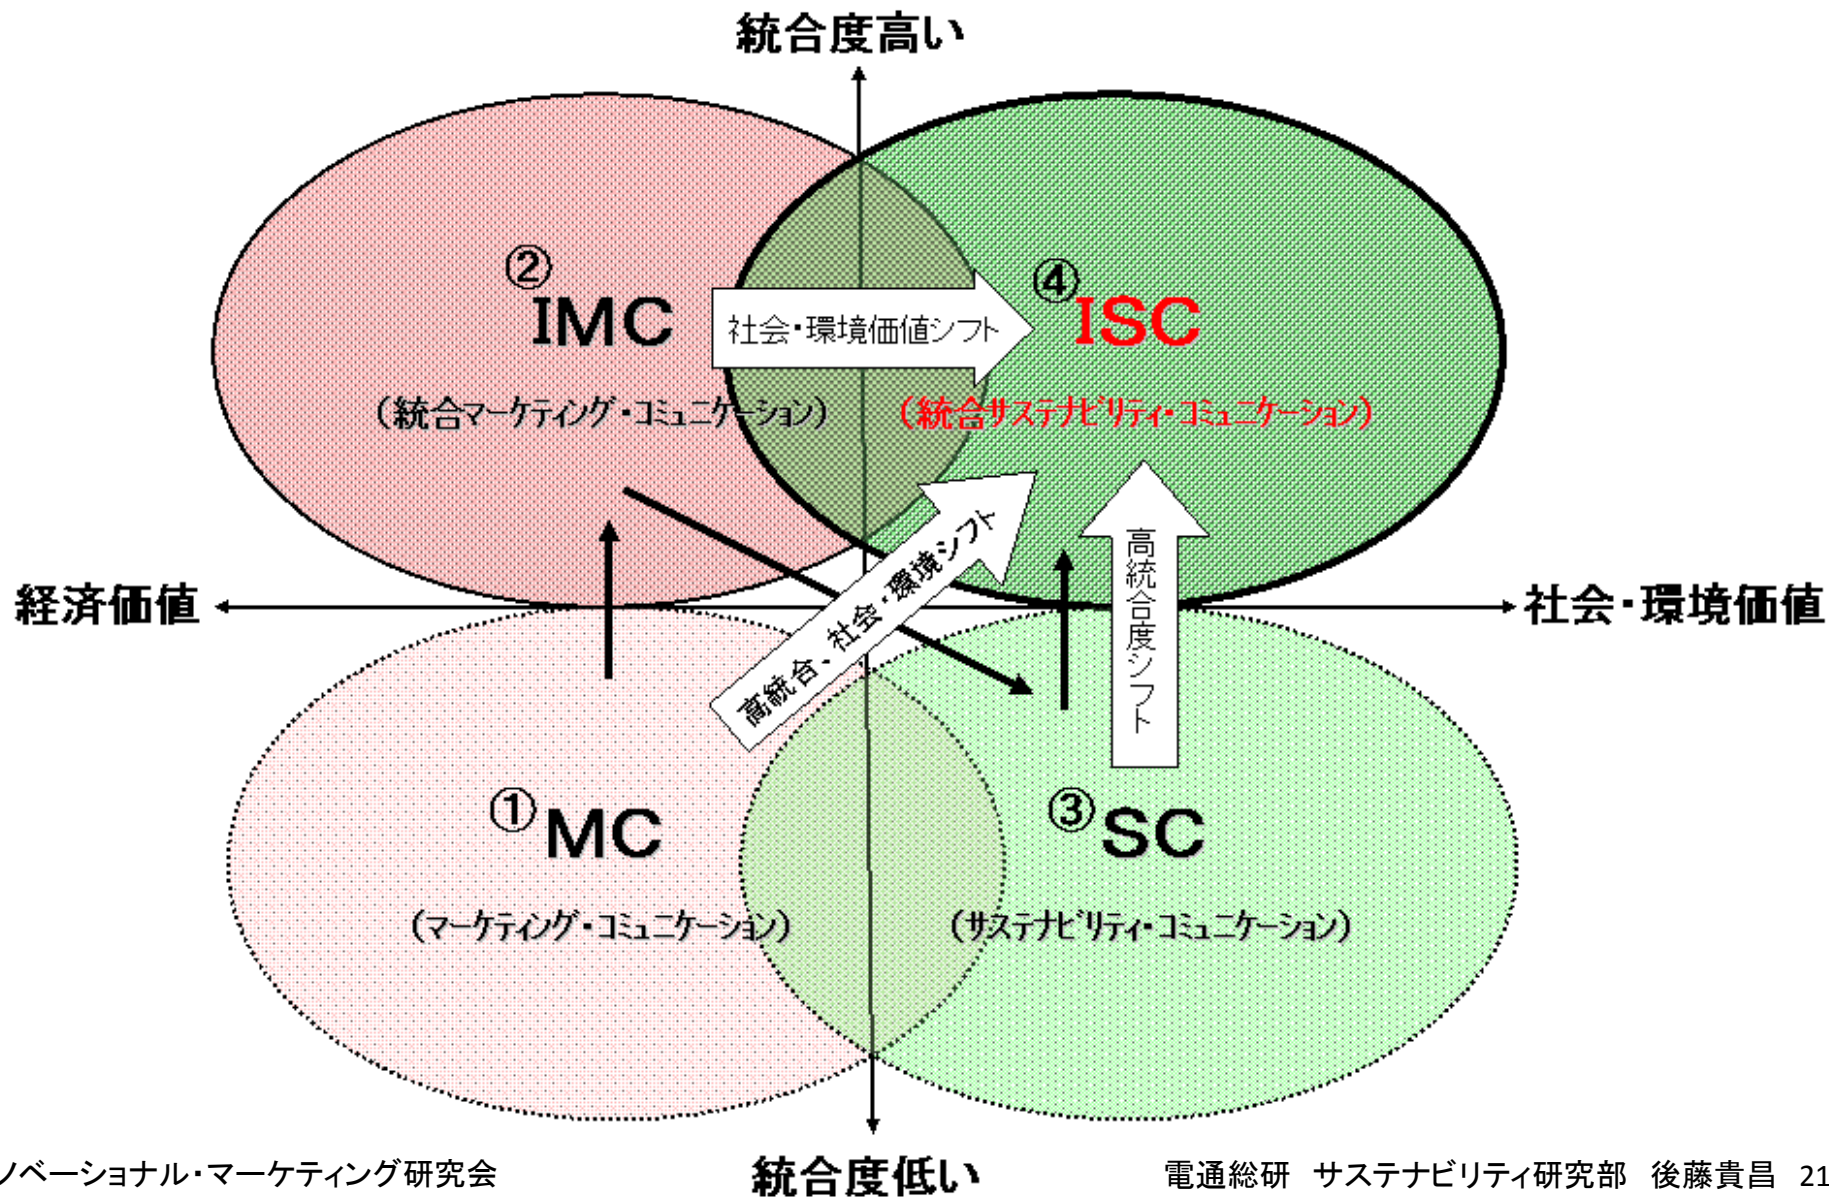 統合度高い
②
IMC
(統合マーケティング・コミュニケーション)
社会・環境価値シフト
④
ISC
(統合サステナビリティ・コミュニケーション)
高統合、社会・環境シフト
高統合度シフト
経済価値
社会・環境価値
①
MC
(マーケティング・コミュニケーション)
③
SC
(サステナビリティ・コミュニケーション)
統合度低い
ノベーショナル・マーケティング研究会
電通総研 サステナビリティ研究部 後藤貴昌 21